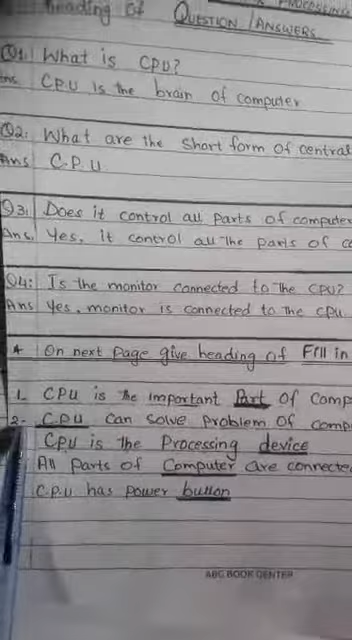 heading of QUESTION / ANSWERS
Q1. What is CPU?
Ans C.P.U is the brain of computer
Q2. What are the short form of central
Ans C.P.U
Q3. Does it control all parts of computer
Ans. Yes, it control all the parts of co
Q4: Is the monitor connected to the CPU?
Ans Yes, monitor is connected to the CPU
* On next page give heading of Fill in
1. CPU is the important Part of Comp
2- C.P.U can solve problem of comp
CPU is the Processing device
All parts of Computer are connecte
C.P.U has power button
ABC BOOK CENTER